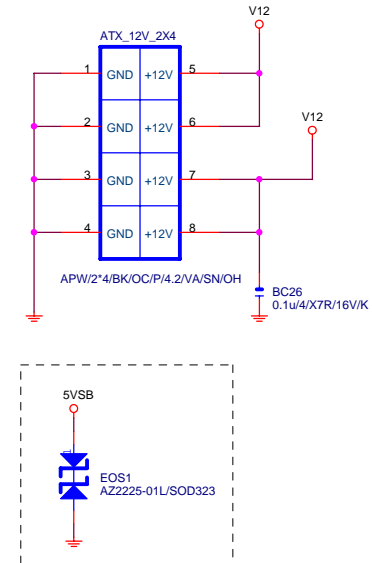 V12
ATX_12V_2X4
1 GND +12V 5
2 GND +12V 6
V12
3 GND +12V 7
4 GND +12V 8
APW/2*4/BK/OC/P/4.2/VA/SN/OH
BC26
0.1u/4/X7R/16V/K
5VSB
1
EOS1
AZ2225-01L/SOD323